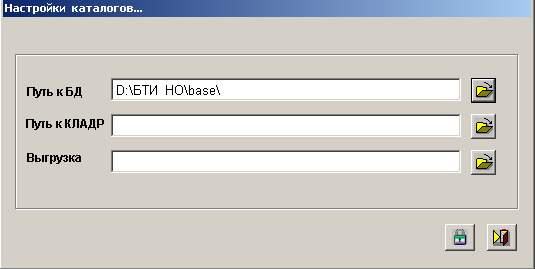 Настройки каталогов...
Путь к БД
D:\БТИ НО\base\
Путь к КЛАДР
Выгрузка